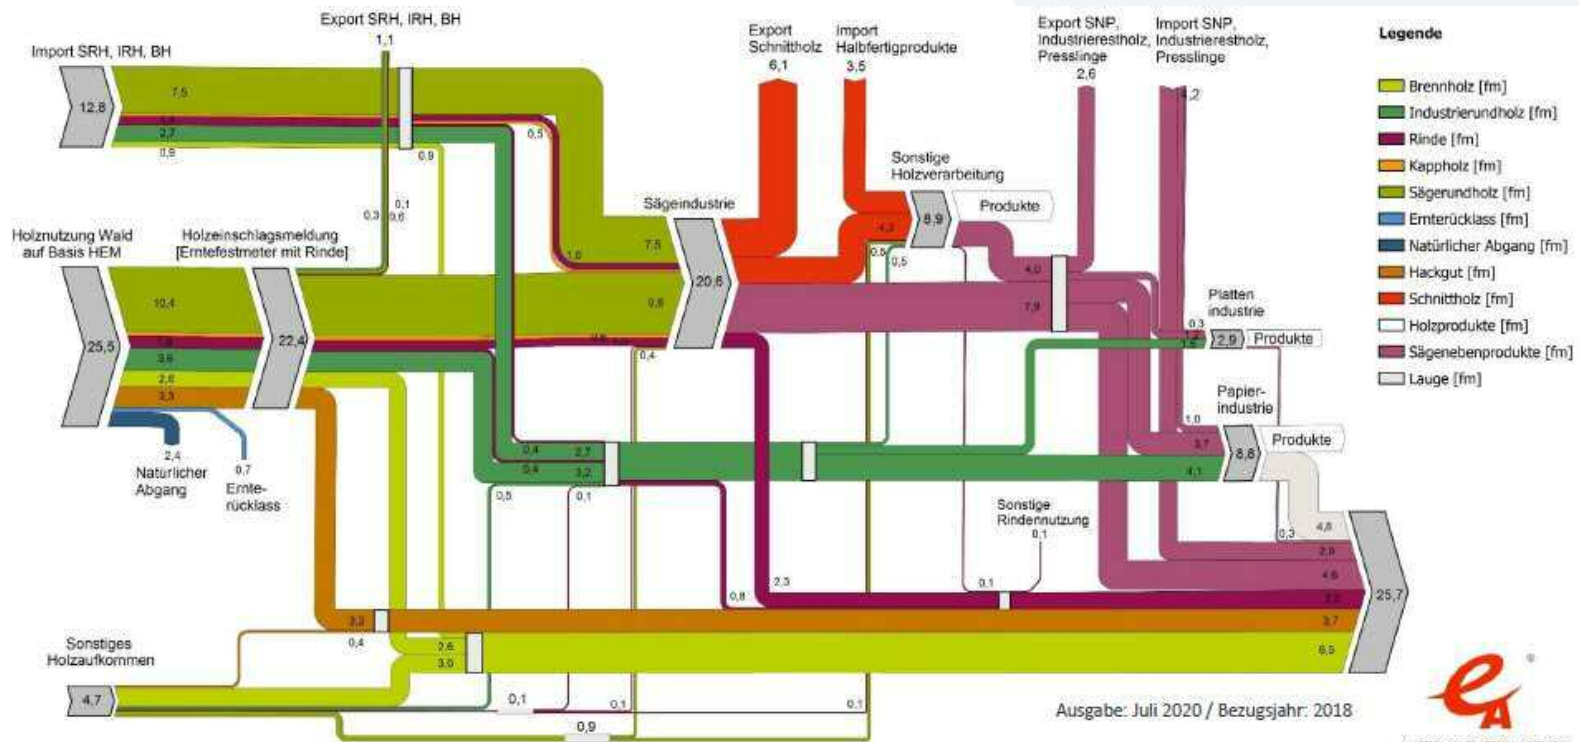 Export SRH, IRH, BH
1,1
Import SRH, IRH, BH
12,8
7,5
2,7
0,9
0,9
0,5
0,3
0,1
0,6
Export
Schnittholz
6,1
Import
Halbfertigprodukte
3,5
Export SNP,
Industrierestholz,
Presslinge
2,6
Import SNP,
Industrierestholz,
Presslinge
4,2
Legende
Brennholz [fm]
Industrierundholz [fm]
Rinde [fm]
Kappholz [fm]
Sägerundholz [fm]
Ernterücklass [fm]
Natürlicher Abgang [fm]
Hackgut [fm]
Schnittholz [fm]
Holzprodukte [fm]
Sägenebenprodukte [fm]
Lauge [fm]
Sonstige
Holzverarbeitung
8,9
Produkte
Holznutzung Wald
auf Basis HEM
25,5
10,4
3,6
2,6
3,3
Holzeinschlagsmeldung
[Erntefestmeter mit Rinde]
22,4
Sägeindustrie
20,6
7,5
1,0
9,8
0,4
4,3
0,5
0,5
4,0
7,9
Platten
industrie
0,3
2,9
Produkte
Papier-
industrie
1,0
3,7
8,8
4,1
Produkte
2,4
Natürlicher
Abgang
0,7
Ernte-
rücklass
0,4
2,7
0,4
3,2
0,5
0,1
Sonstige
Rindennutzung
0,1
0,1
2,3
0,8
0,3
4,8
2,9
4,6
3,7
6,5
25,7
3,3
0,4
2,6
3,0
Sonstiges
Holzaufkommen
4,7
0,1
0,1
0,1
0,9
Ausgabe: Juli 2020 / Bezugsjahr: 2018
eA
®